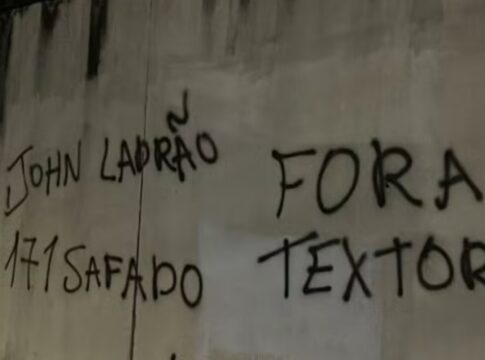 JOHN LADRÃO
171 SAFADO
FORA
TEXTOR